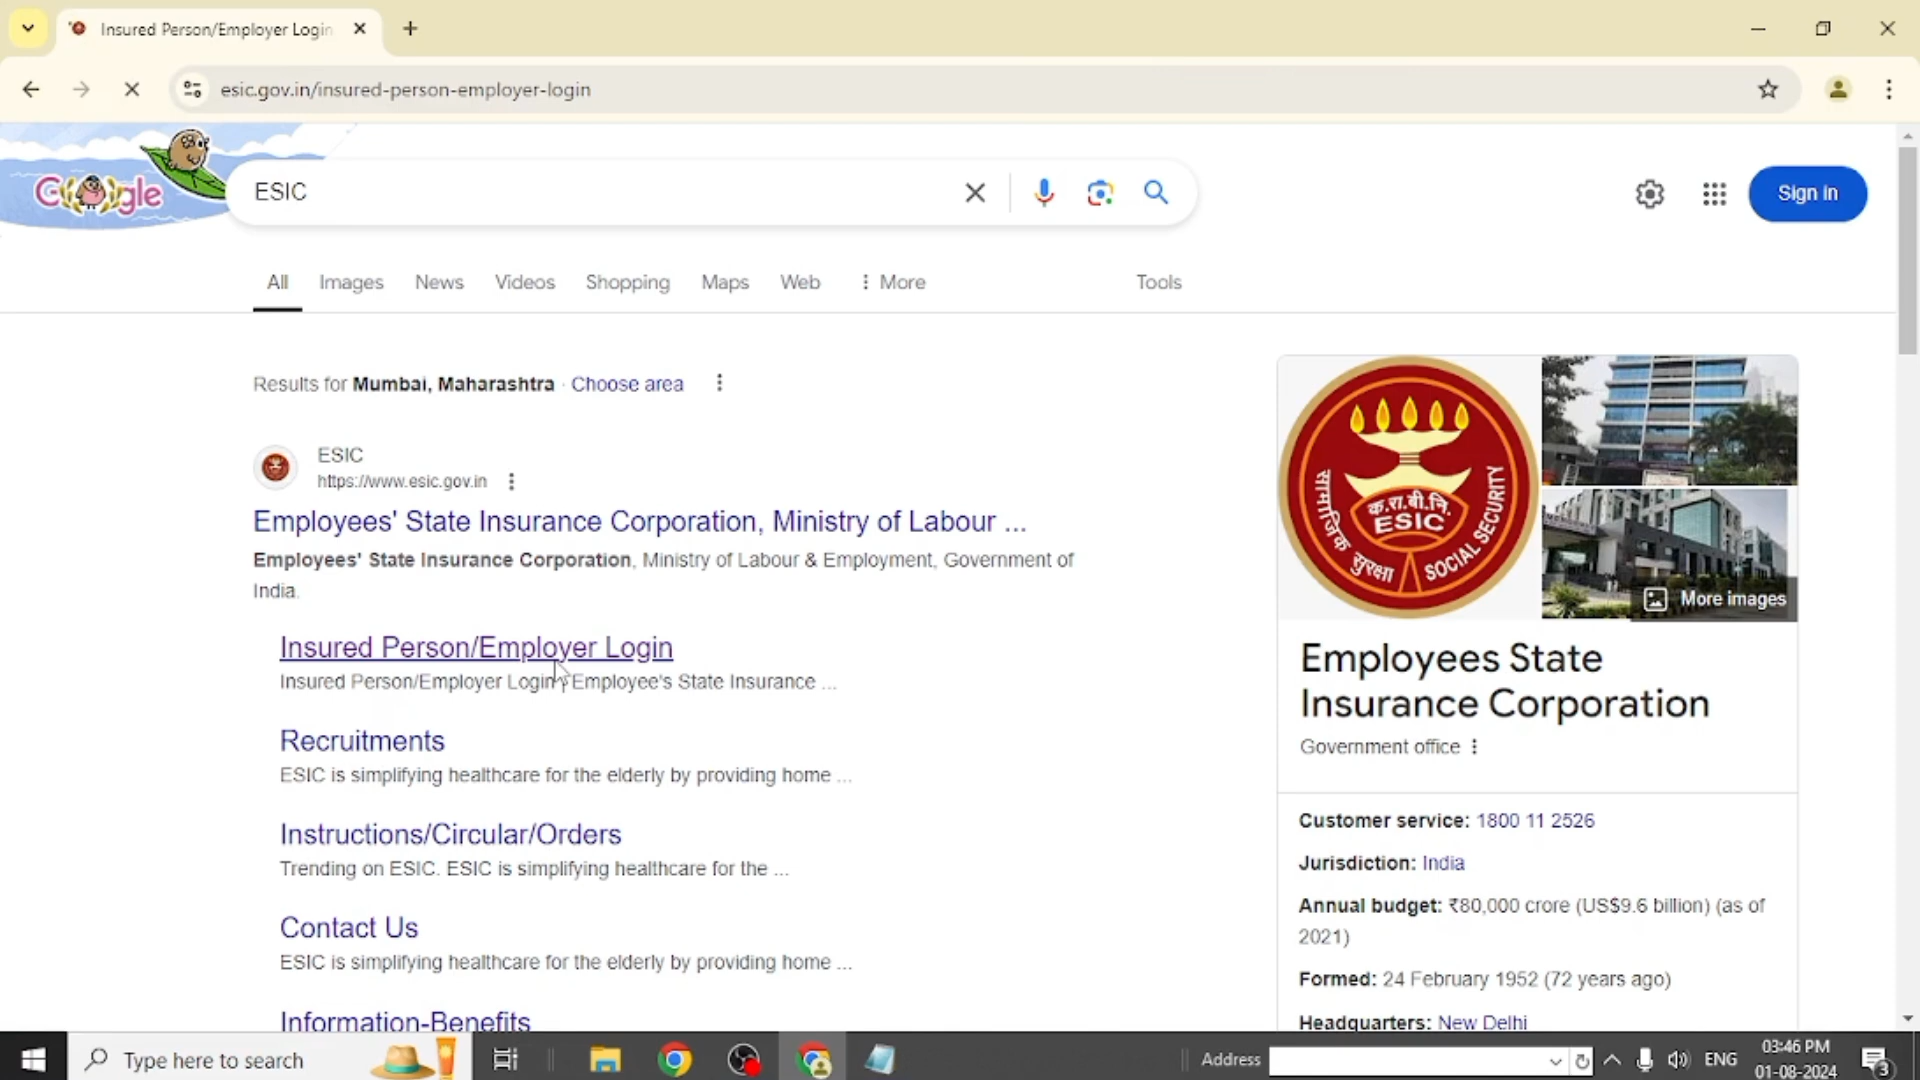 Insured Person/Employer Login
esic.gov.in/insured-person-employer-login
Google
ESIC
Sign in
All
Images
News
Videos
Shopping
Maps
Web
More
Tools
Results for Mumbai, Maharashtra · Choose area
ESIC
https://www.esic.gov.in
Employees' State Insurance Corporation, Ministry of Labour ...
Employees' State Insurance Corporation, Ministry of Labour & Employment, Government of
India.
Insured Person/Employer Login
Insured Person/Employer Login | Employee's State Insurance ...
Recruitments
ESIC is simplifying healthcare for the elderly by providing home ...
Instructions/Circular/Orders
Trending on ESIC. ESIC is simplifying healthcare for the ...
Contact Us
ESIC is simplifying healthcare for the elderly by providing home ...
Information-Benefits
क.रा.बी.नि.
ESIC
सामाजिक सुरक्षा
SOCIAL SECURITY
More images
Employees State
Insurance Corporation
Government office
Customer service: 1800 11 2526
Jurisdiction: India
Annual budget: ₹80,000 crore (US$9.6 billion) (as of
2021)
Formed: 24 February 1952 (72 years ago)
Headquarters: New Delhi
Type here to search
Address
ENG
03:46 PM
01-08-2024
3